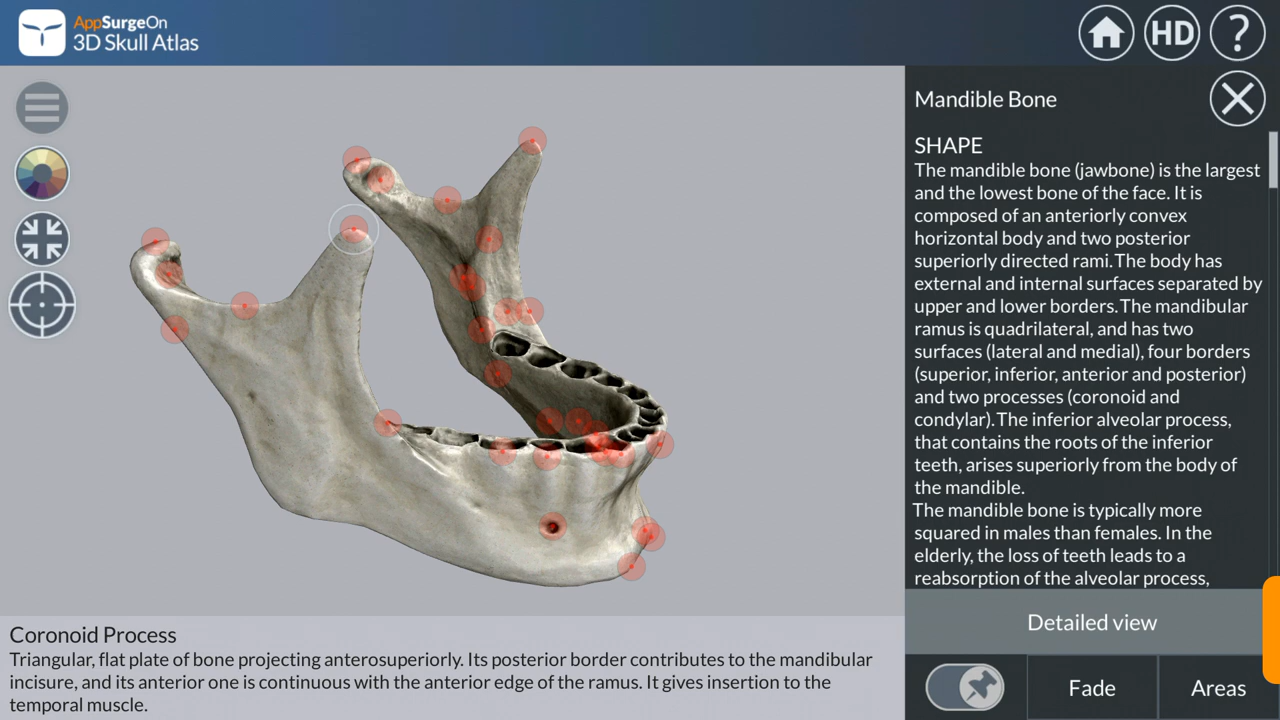 AppSurgeOn
3D Skull Atlas
HD
?
Mandible Bone
SHAPE
The mandible bone (jawbone) is the largest
and the lowest bone of the face. It is
composed of an anteriorly convex
horizontal body and two posterior
superiorly directed rami. The body has
external and internal surfaces separated by
upper and lower borders. The mandibular
ramus is quadrilateral, and has two
surfaces (lateral and medial), four borders
(superior, inferior, anterior and posterior)
and two processes (coronoid and
condylar). The inferior alveolar process,
that contains the roots of the inferior
teeth, arises superiorly from the body of
the mandible.
The mandible bone is typically more
squared in males than females. In the
elderly, the loss of teeth leads to a
reabsorption of the alveolar process,
Detailed view
Fade
Areas
Coronoid Process
Triangular, flat plate of bone projecting anterosuperiorly. Its posterior border contributes to the mandibular
incisure, and its anterior one is continuous with the anterior edge of the ramus. It gives insertion to the
temporal muscle.